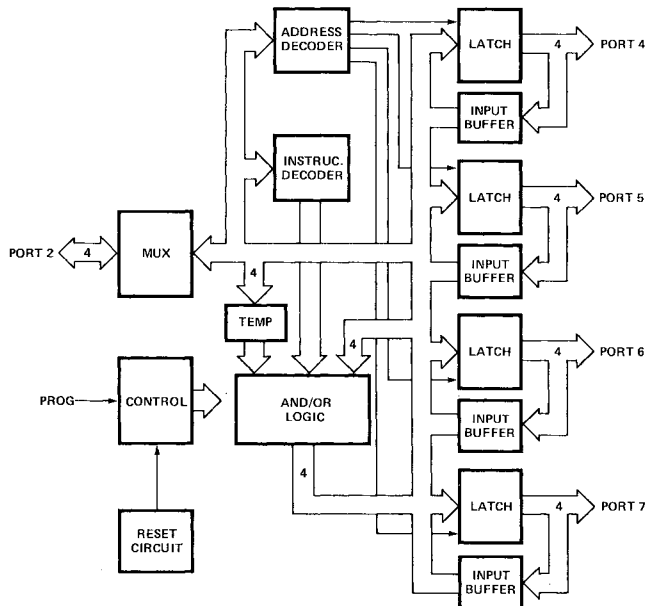 ADDRESS
DECODER
LATCH
4
PORT 4
INPUT
BUFFER
INSTRUC.
DECODER
LATCH
4
PORT 5
PORT 2
4
MUX
INPUT
BUFFER
4
TEMP
4
LATCH
4
PORT 6
PROG
CONTROL
AND/OR
LOGIC
INPUT
BUFFER
4
LATCH
4
PORT 7
RESET
CIRCUIT
INPUT
BUFFER